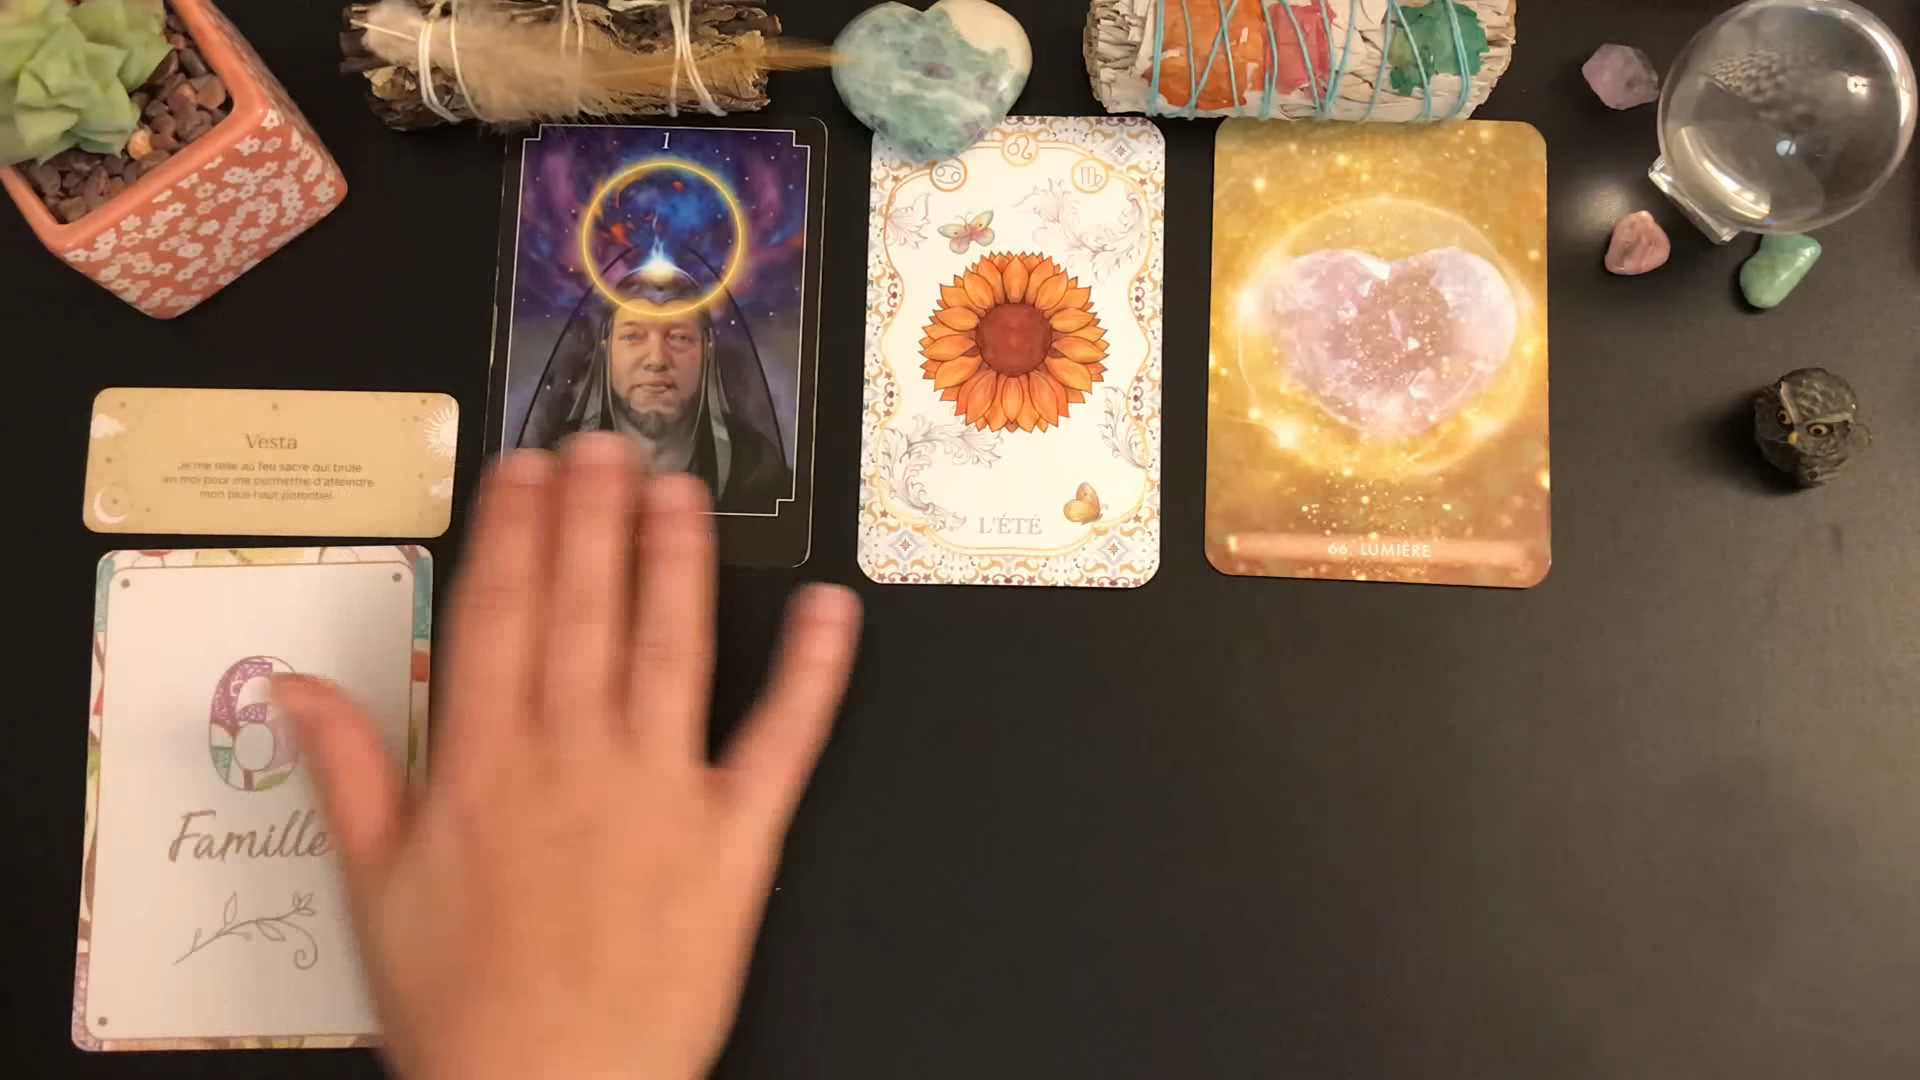 1
L'ÉTÉ
66. LUMIÈRE
Vesta
Je me relie au feu sacré qui brûle
en moi pour me permettre d'atteindre
mon plus haut potentiel.
6
Famille